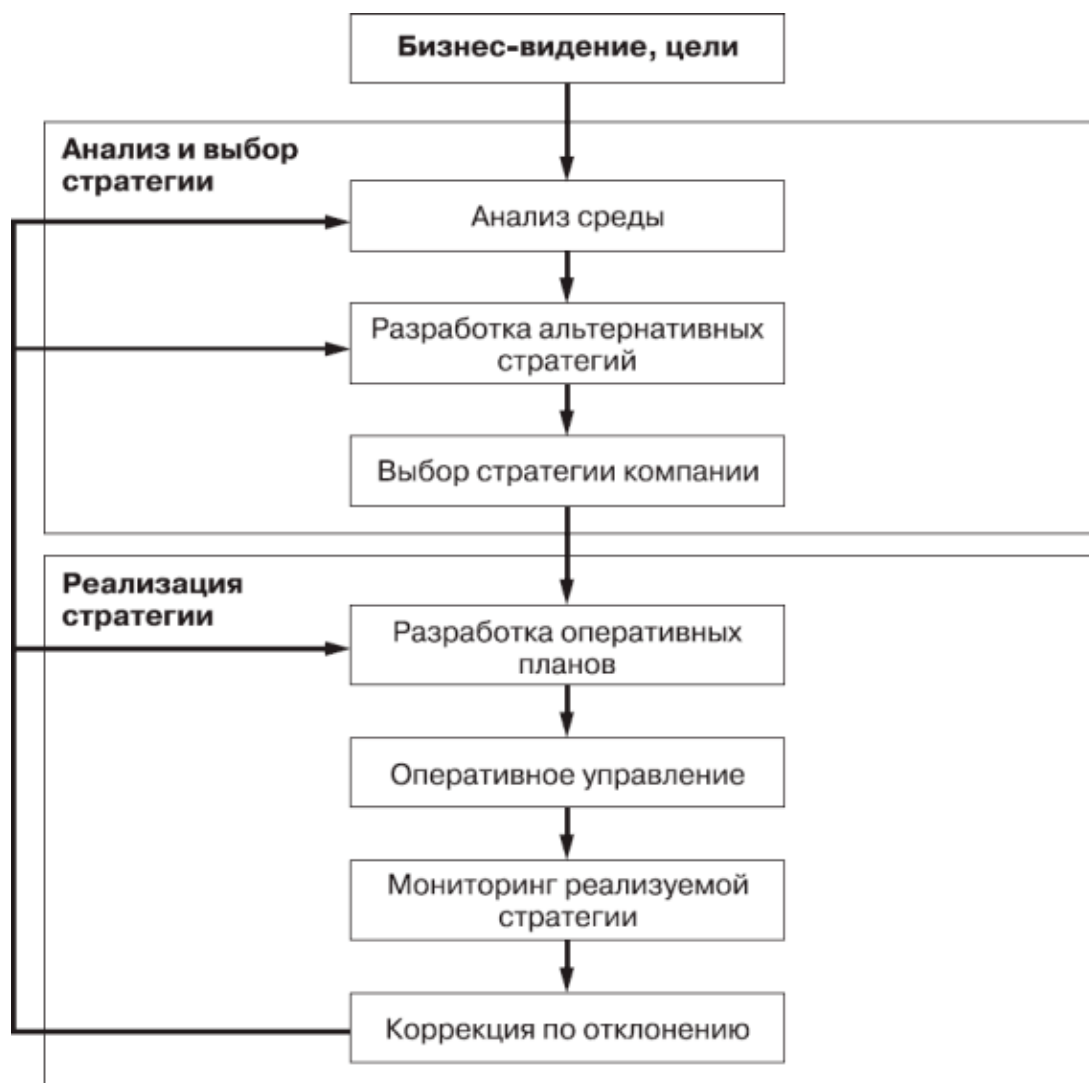 Бизнес-видение, цели
Анализ и выбор
стратегии
Анализ среды
Разработка альтернативных
стратегий
Выбор стратегии компании
Реализация
стратегии
Разработка оперативных
планов
Оперативное управление
Мониторинг реализуемой
стратегии
Коррекция по отклонению